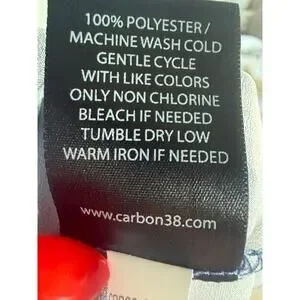 100% POLYESTER /
MACHINE WASH COLD
GENTLE CYCLE
WITH LIKE COLORS
ONLY NON CHLORINE
BLEACH IF NEEDED
TUMBLE DRY LOW
WARM IRON IF NEEDED
www.carbon38.com